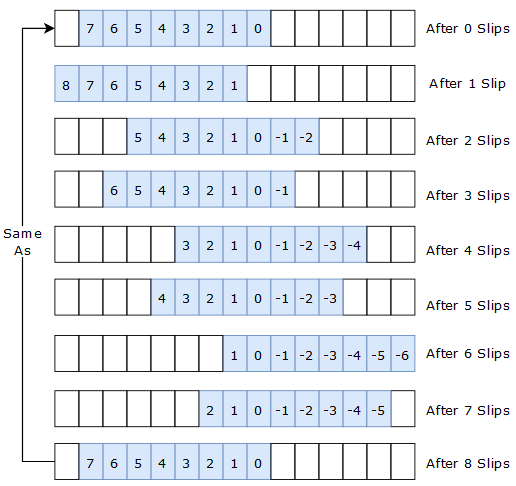 7 6 5 4 3 2 1 0 After 0 Slips
8 7 6 5 4 3 2 1 After 1 Slip
5 4 3 2 1 0 -1 -2 After 2 Slips
6 5 4 3 2 1 0 -1 After 3 Slips
Same
As
3 2 1 0 -1 -2 -3 -4 After 4 Slips
4 3 2 1 0 -1 -2 -3 After 5 Slips
1 0 -1 -2 -3 -4 -5 -6 After 6 Slips
2 1 0 -1 -2 -3 -4 -5 After 7 Slips
7 6 5 4 3 2 1 0 After 8 Slips